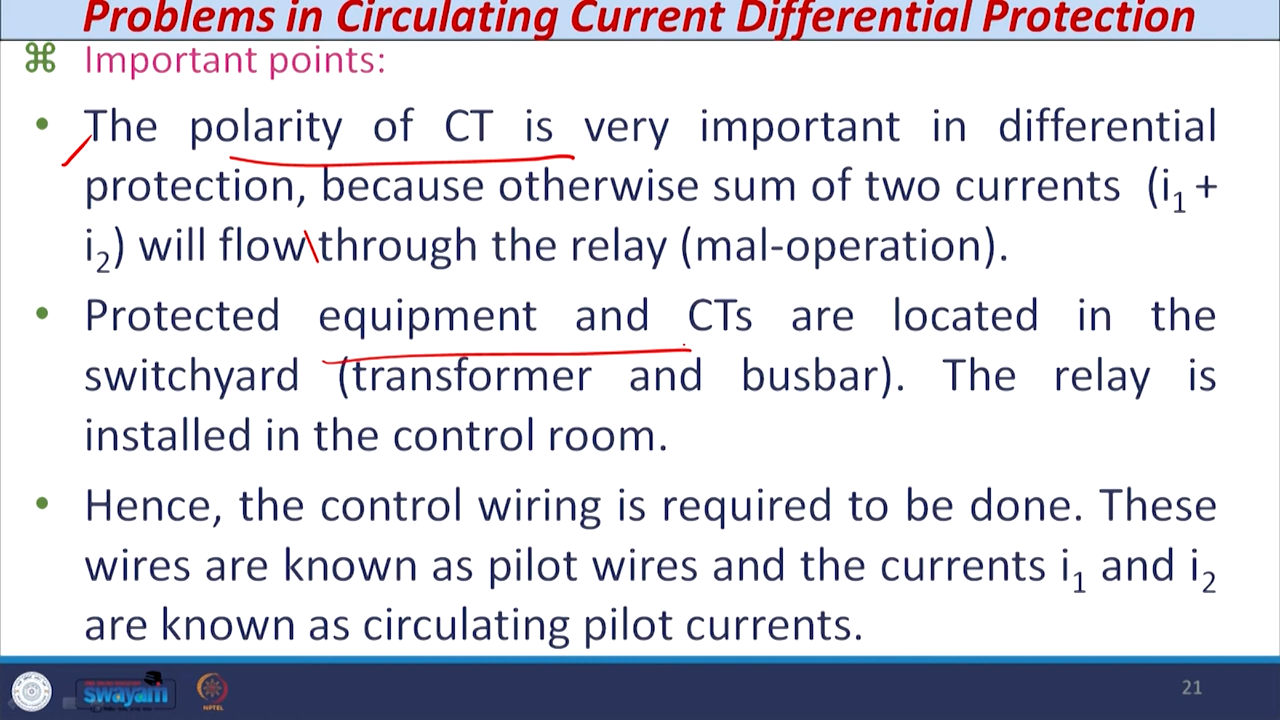 Problems in Circulating Current Differential Protection
⌘ Important points:
• The polarity of CT is very important in differential
protection, because otherwise sum of two currents (i₁ +
i₂) will flow through the relay (mal-operation).
• Protected equipment and CTs are located in the
switchyard (transformer and busbar). The relay is
installed in the control room.
• Hence, the control wiring is required to be done. These
wires are known as pilot wires and the currents i₁ and i₂
are known as circulating pilot currents.
swayam
NPTEL
21